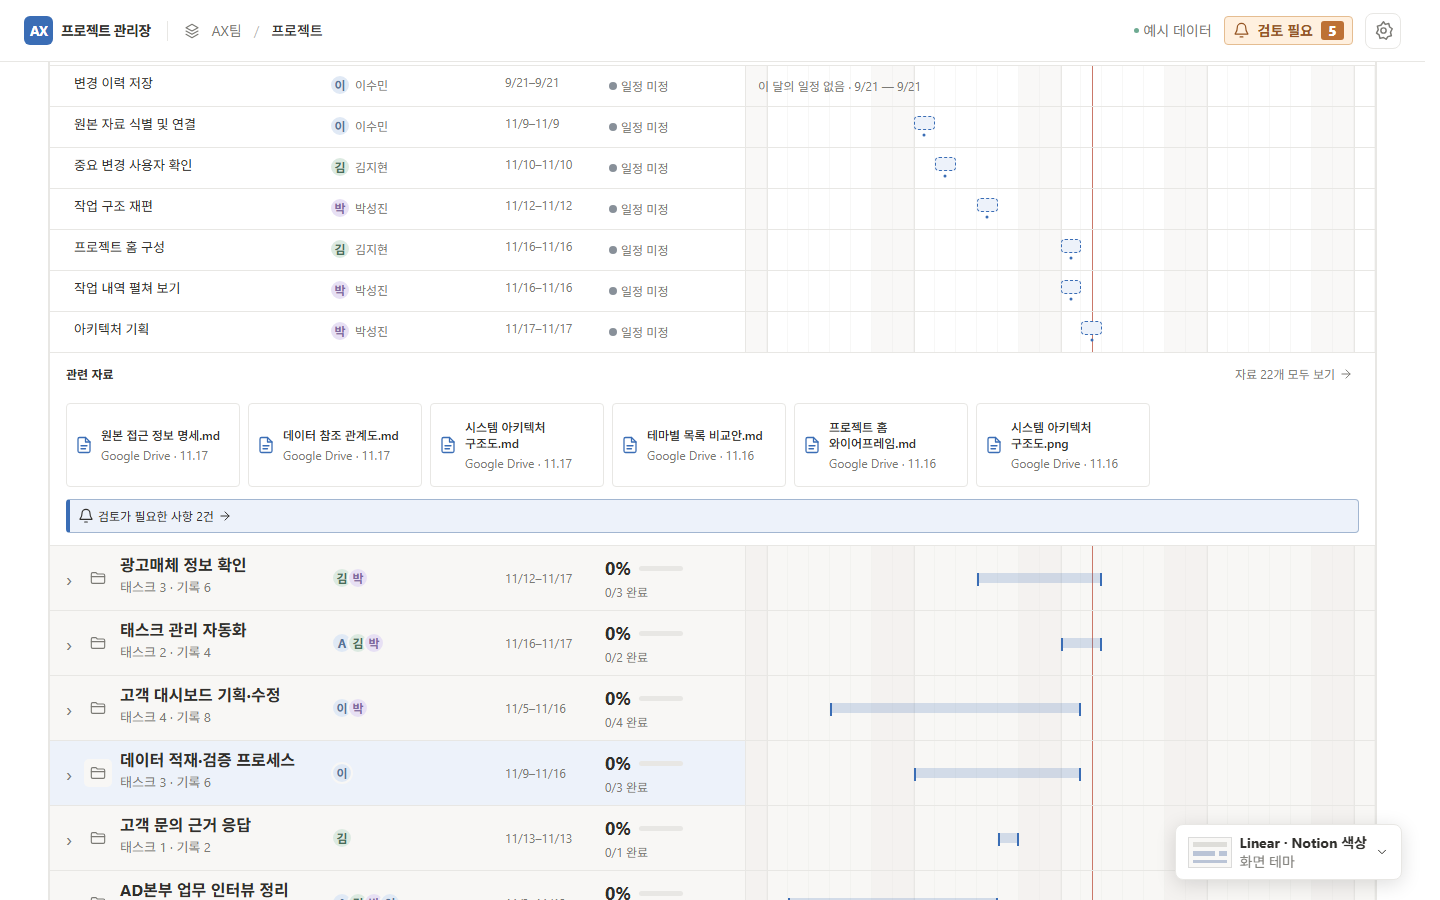 AX 프로젝트 관리장 AX팀 / 프로젝트 예시 데이터 검토 필요 5
변경 이력 저장 이 이수민 9/21–9/21 일정 미정 이 달의 일정 없음 · 9/21 — 9/21
원본 자료 식별 및 연결 이 이수민 11/9–11/9 일정 미정
중요 변경 사용자 확인 김 김지현 11/10–11/10 일정 미정
작업 구조 재편 박 박성진 11/12–11/12 일정 미정
프로젝트 홈 구성 김 김지현 11/16–11/16 일정 미정
작업 내역 펼쳐 보기 박 박성진 11/16–11/16 일정 미정
아키텍처 기획 박 박성진 11/17–11/17 일정 미정
관련 자료 자료 22개 모두 보기 →
원본 접근 정보 명세.md
Google Drive · 11.17
데이터 참조 관계도.md
Google Drive · 11.17
시스템 아키텍처
구조도.md
Google Drive · 11.17
테마별 목록 비교안.md
Google Drive · 11.16
프로젝트 홈
와이어프레임.md
Google Drive · 11.16
시스템 아키텍처
구조도.png
Google Drive · 11.16
검토가 필요한 사항 2건 →
광고매체 정보 확인 김 박 11/12–11/17 0%
태스크 3 · 기록 6 0/3 완료
태스크 관리 자동화 A 김 박 11/16–11/17 0%
태스크 2 · 기록 4 0/2 완료
고객 대시보드 기획·수정 이 박 11/5–11/16 0%
태스크 4 · 기록 8 0/4 완료
데이터 적재·검증 프로세스 이 11/9–11/16 0%
태스크 3 · 기록 6 0/3 완료
고객 문의 근거 응답 김 11/13–11/13 0%
태스크 1 · 기록 2 0/1 완료
AD본부 업무 인터뷰 정리 0%
Linear · Notion 색상
화면 테마